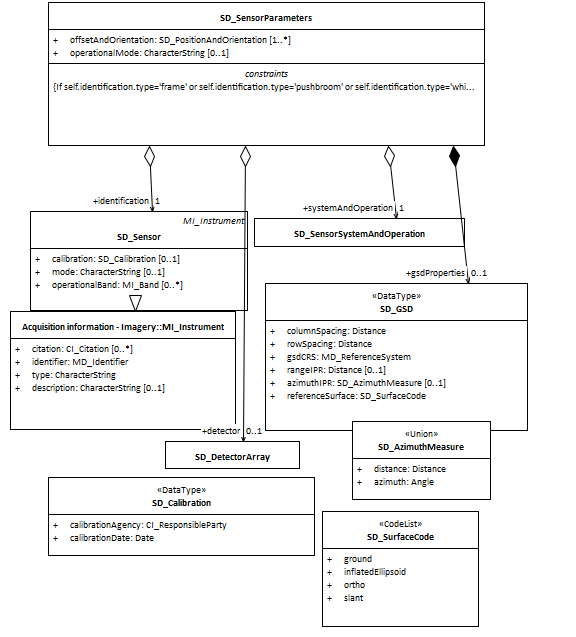 SD_SensorParameters
+ offsetAndOrientation: SD_PositionAndOrientation [1..*]
+ operationalMode: CharacterString [0..1]
constraints
{If self.identification.type='frame' or self.identification.type='pushbroom' or self.identification.type='whi...
+identification 1
+systemAndOperation 1
MI_Instrument
SD_Sensor
+ calibration: SD_Calibration [0..1]
+ mode: CharacterString [0..1]
+ operationalBand: MI_Band [0..*]
SD_SensorSystemAndOperation
+gsdProperties 0..1
«DataType»
SD_GSD
+ columnSpacing: Distance
+ rowSpacing: Distance
+ gsdCRS: MD_ReferenceSystem
+ rangeIPR: Distance [0..1]
+ azimuthIPR: SD_AzimuthMeasure [0..1]
+ referenceSurface: SD_SurfaceCode
Acquisition information - Imagery::MI_Instrument
+ citation: CI_Citation [0..*]
+ identifier: MD_Identifier
+ type: CharacterString
+ description: CharacterString [0..1]
+detector 0..1
SD_DetectorArray
«Union»
SD_AzimuthMeasure
+ distance: Distance
+ azimuth: Angle
«DataType»
SD_Calibration
+ calibrationAgency: CI_ResponsibleParty
+ calibrationDate: Date
«CodeList»
SD_SurfaceCode
+ ground
+ inflatedEllipsoid
+ ortho
+ slant